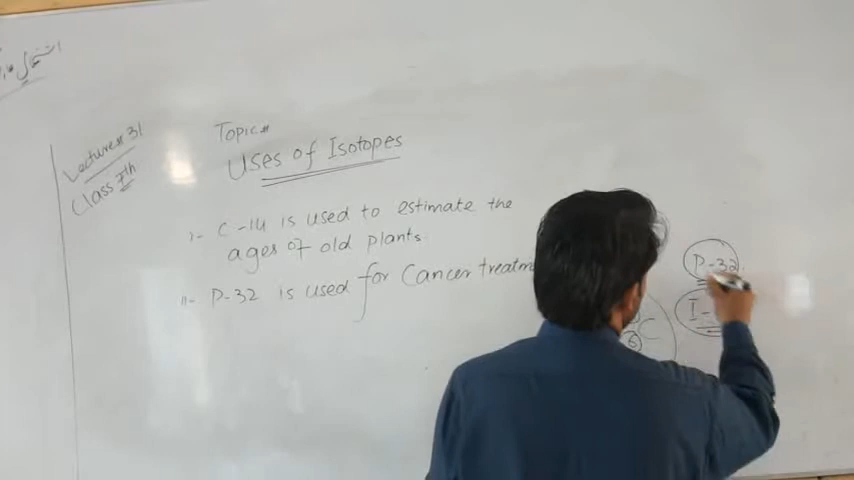 Lecture# 31
Class 7th
Topic#
Uses of Isotopes
i:- C-14 is used to estimate the
ages of old plants.
ii:- P-32 is used for Cancer treatm
P-32
I-
6 C